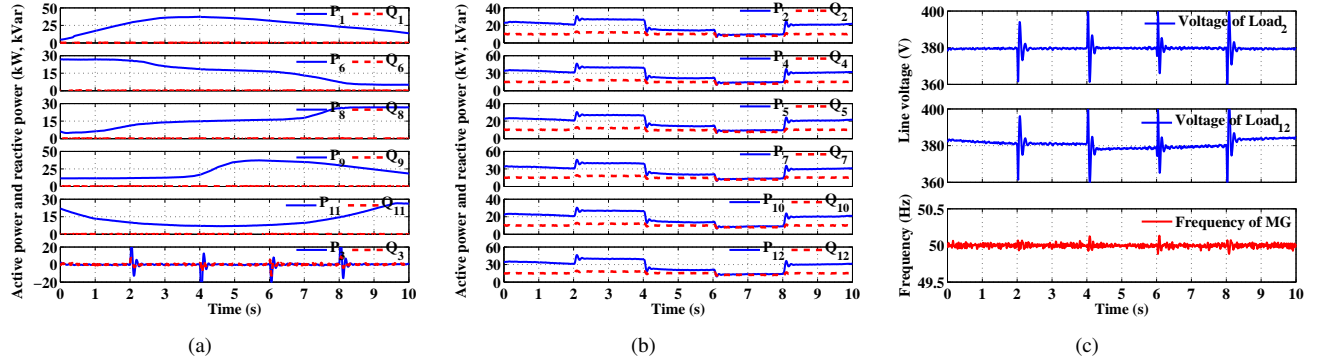 Active power and reactive power (kW, kVar)
50
25
0
P1 Q1
30
15
0
P6 Q6
30
15
0
P8 Q8
50
25
0
P9 Q9
30
15
0
P11 Q11
20
0
−20
P3 Q3
0 1 2 3 4 5 6 7 8 9 10
Time (s)
(a)
Active power and reactive power (kW, kVar)
40
20
0
P2 Q2
60
30
0
P4 Q4
40
20
0
P5 Q5
60
30
0
P7 Q7
40
20
0
P10 Q10
60
30
0
P12 Q12
0 1 2 3 4 5 6 7 8 9 10
Time (s)
(b)
Line voltage (V)
400
380
360
Voltage of Load2
400
380
360
Voltage of Load12
Frequency (Hz)
50.5
50
49.5
Frequency of MG
0 1 2 3 4 5 6 7 8 9 10
Time (s)
(c)